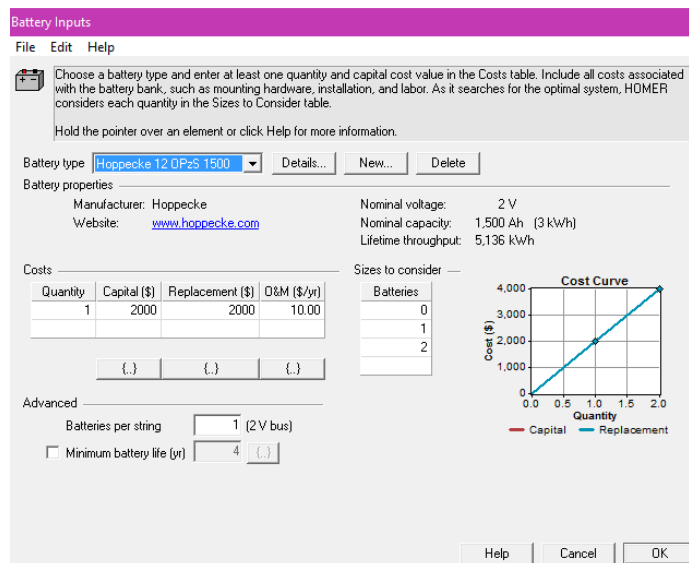 Battery Inputs
File Edit Help
Choose a battery type and enter at least one quantity and capital cost value in the Costs table. Include all costs associated
with the battery bank, such as mounting hardware, installation, and labor. As it searches for the optimal system, HOMER
considers each quantity in the Sizes to Consider table.
Hold the pointer over an element or click Help for more information.
Battery type Hoppecke 12 OPzS 1500 Details... New... Delete
Battery properties
Manufacturer: Hoppecke
Website: www.hoppecke.com
Nominal voltage: 2 V
Nominal capacity: 1,500 Ah (3 kWh)
Lifetime throughput: 5,136 kWh
Costs
Quantity Capital ($) Replacement ($) O&M ($/yr)
1 2000 2000 10.00
{..} {..} {..}
Sizes to consider
Batteries
0
1
2
Cost Curve
4,000
3,000
2,000
1,000
0
Cost ($)
0.0 0.5 1.0 1.5 2.0
Quantity
Capital Replacement
Advanced
Batteries per string 1 (2 V bus)
Minimum battery life (yr) 4 {..}
Help Cancel OK